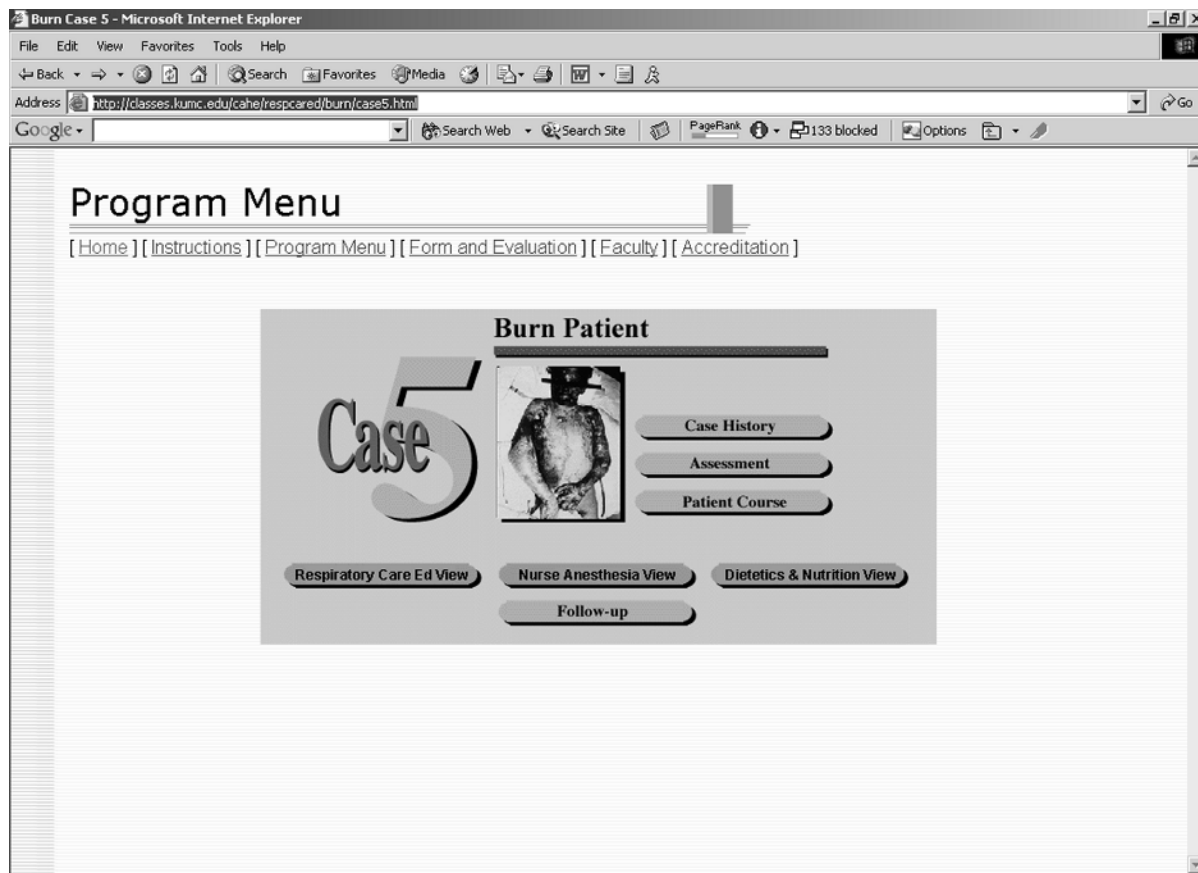 Burn Case 5 - Microsoft Internet Explorer
File Edit View Favorites Tools Help
Back Search Favorites Media
Address http://classes.kumc.edu/cahe/respcared/burn/case5.html Go
Google Search Web Search Site PageRank 133 blocked Options
Program Menu
[ Home ] [ Instructions ] [ Program Menu ] [ Form and Evaluation ] [ Faculty ] [ Accreditation ]
Burn Patient
Case 5
Case History
Assessment
Patient Course
Respiratory Care Ed View Nurse Anesthesia View Dietetics & Nutrition View
Follow-up